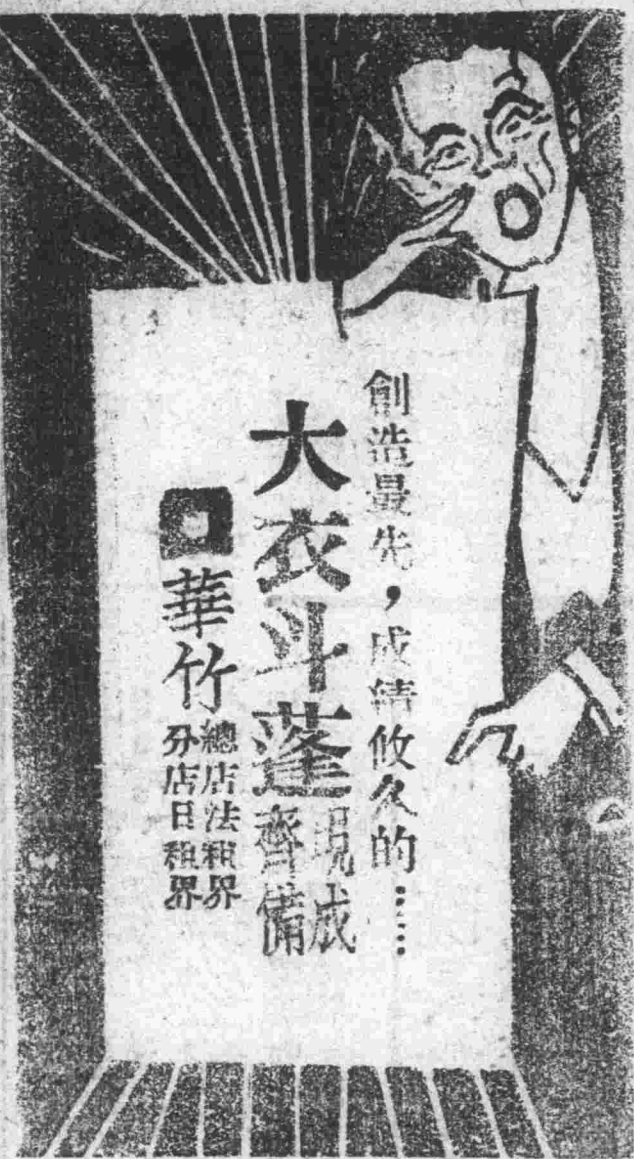 創造最先，成績攸久的……
大衣斗蓬現成齊備
華竹
總店法租界
分店日租界